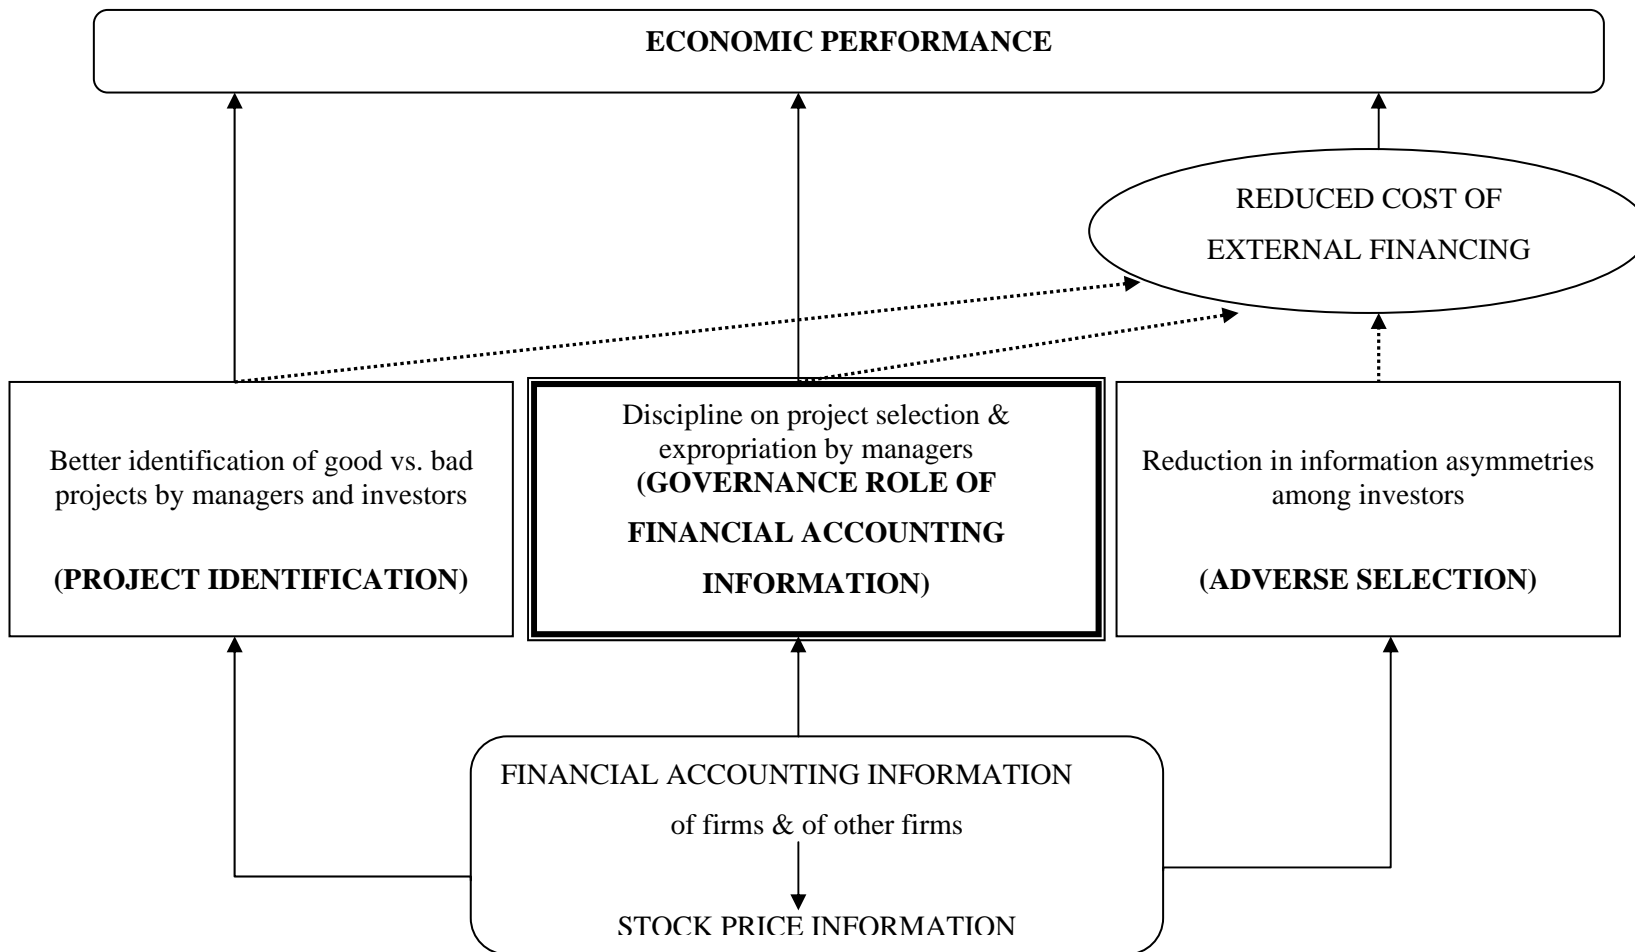 ECONOMIC PERFORMANCE
REDUCED COST OF
EXTERNAL FINANCING
Better identification of good vs. bad
projects by managers and investors
(PROJECT IDENTIFICATION)
Discipline on project selection &
expropriation by managers
(GOVERNANCE ROLE OF
FINANCIAL ACCOUNTING
INFORMATION)
Reduction in information asymmetries
among investors
(ADVERSE SELECTION)
FINANCIAL ACCOUNTING INFORMATION
of firms & of other firms
STOCK PRICE INFORMATION